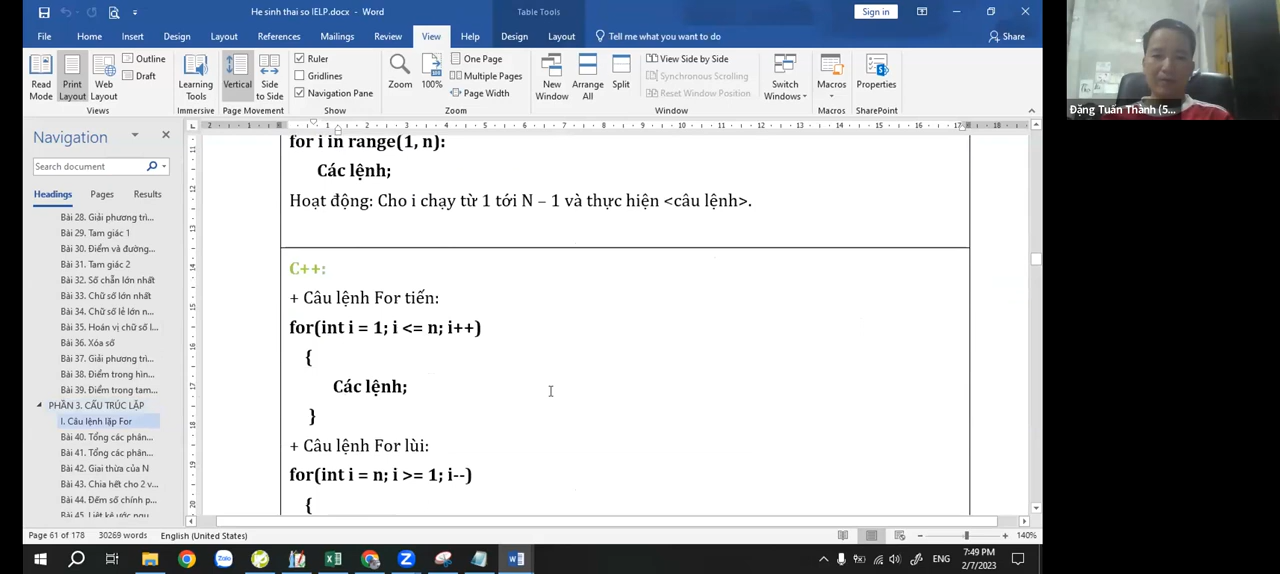 He sinh thai so IELP.docx - Word
Table Tools
Sign in
File Home Insert Design Layout References Mailings Review View Help Design Layout Tell me what you want to do Share
Read Mode
Print Layout
Web Layout
Outline
Draft
Views
Learning Tools
Immersive
Vertical
Side to Side
Page Movement
Ruler
Gridlines
Navigation Pane
Show
Zoom
100%
One Page
Multiple Pages
Page Width
Zoom
New Window
Arrange All
Split
View Side by Side
Synchronous Scrolling
Reset Window Position
Window
Switch Windows
Macros
Macros
Properties
SharePoint
Đặng Tuấn Thành (5...
Navigation
Search document
Headings Pages Results
Bài 28. Giải phương trì...
Bài 29. Tam giác 1
Bài 30. Điểm và đường...
Bài 31. Tam giác 2
Bài 32. Số chẵn lớn nhất
Bài 33. Chữ số lớn nhất
Bài 34. Chữ số lẻ lớn n...
Bài 35. Hoán vị chữ số l...
Bài 36. Xóa số
Bài 37. Giải phương trì...
Bài 38. Điểm trong hìn...
Bài 39. Điểm trong tam...
PHẦN 3. CẤU TRÚC LẶP
I. Câu lệnh lặp For
Bài 40. Tổng các phân...
Bài 41. Tổng các phân...
Bài 42. Giai thừa của N
Bài 43. Chia hết cho 2 v...
Bài 44. Đếm số chính p...
Bài 45. Liệt kê ước ngu...
for i in range(1, n):
Các lệnh;
Hoạt động: Cho i chạy từ 1 tới N – 1 và thực hiện <câu lệnh>.
C++:
+ Câu lệnh For tiến:
for(int i = 1; i <= n; i++)
{
Các lệnh;
}
+ Câu lệnh For lùi:
for(int i = n; i >= 1; i--)
{
Page 61 of 178 30269 words English (United States) 140%
Zalo
ENG
7:49 PM
2/7/2023